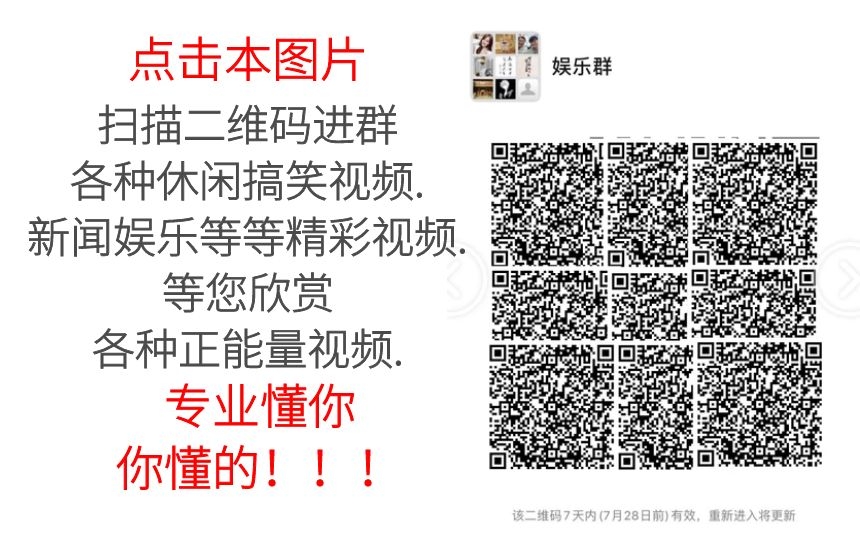 点击本图片
扫描二维码进群
各种休闲搞笑视频.
新闻娱乐等等精彩视频.
等您欣赏
各种正能量视频.
专业懂你
你懂的！！！
娱乐群
该二维码7天内(7月28日前)有效，重新进入将更新